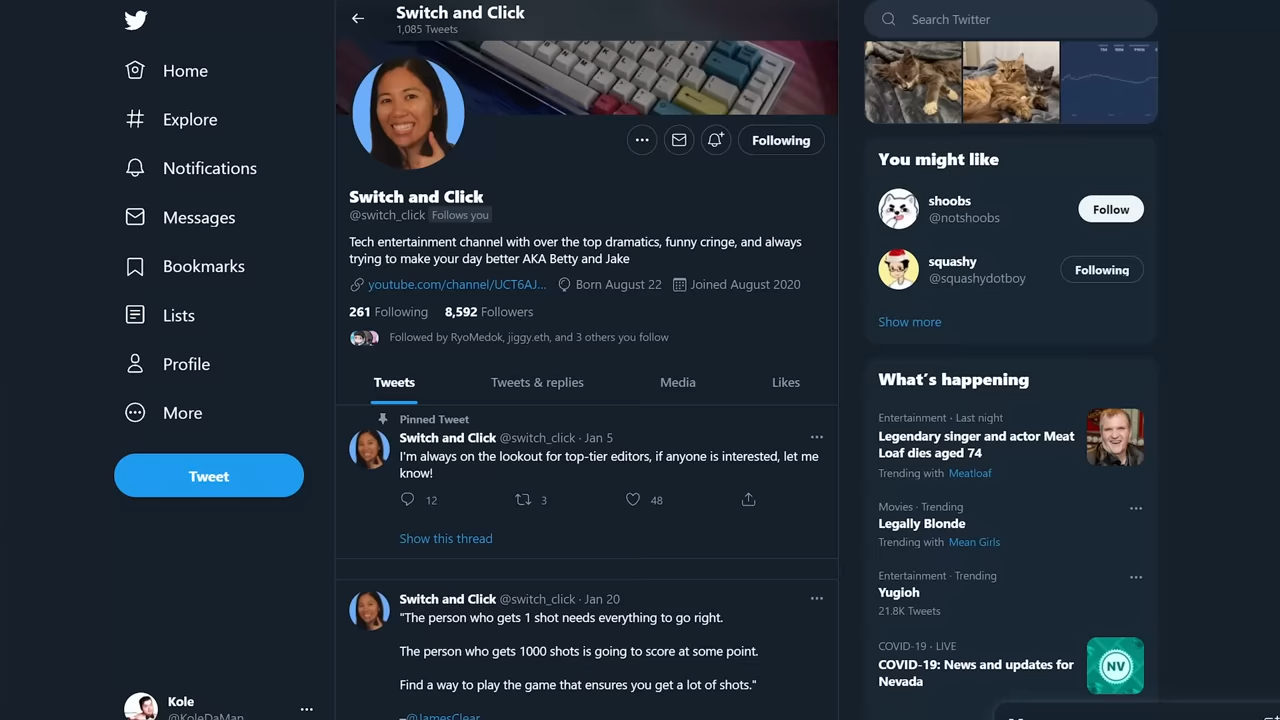 Switch and Click
1,085 Tweets
Home
Explore
Notifications
Messages
Bookmarks
Lists
Profile
More
Tweet
Kole
@KoleDaMan
Following
Switch and Click
@switch_click Follows you
Tech entertainment channel with over the top dramatics, funny cringe, and always
trying to make your day better AKA Betty and Jake
youtube.com/channel/UCT6AJ... Born August 22 Joined August 2020
261 Following 8,592 Followers
Followed by RyoMedok, jiggy.eth, and 3 others you follow
Tweets Tweets & replies Media Likes
Pinned Tweet
Switch and Click @switch_click · Jan 5
I'm always on the lookout for top-tier editors, if anyone is interested, let me
know!
12 3 48
Show this thread
Switch and Click @switch_click · Jan 20
"The person who gets 1 shot needs everything to go right.
The person who gets 1000 shots is going to score at some point.
Find a way to play the game that ensures you get a lot of shots."
–@JamesClear
Search Twitter
You might like
shoobs
@notshoobs
Follow
squashy
@squashydotboy
Following
Show more
What's happening
Entertainment · Last night
Legendary singer and actor Meat
Loaf dies aged 74
Trending with Meatloaf
Movies · Trending
Legally Blonde
Trending with Mean Girls
Entertainment · Trending
Yugioh
21.8K Tweets
COVID-19 · LIVE
COVID-19: News and updates for
Nevada
NV